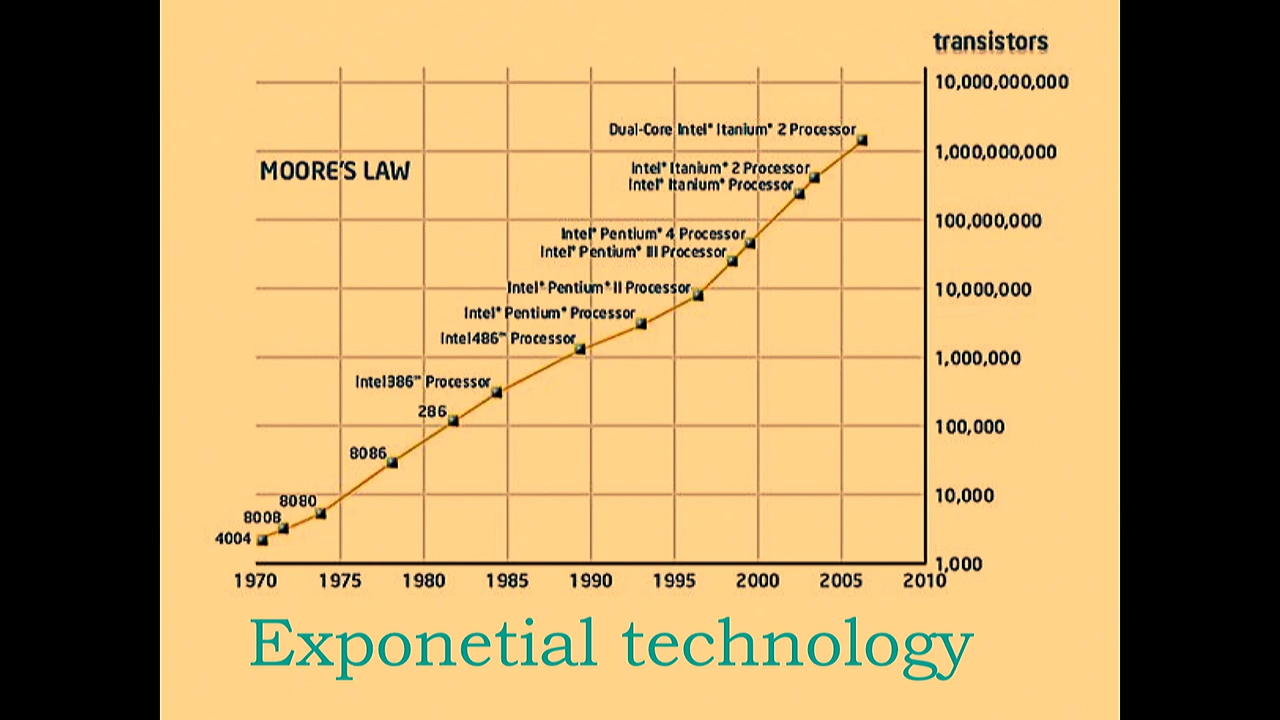 transistors
10,000,000,000
Dual-Core Intel® Itanium® 2 Processor
1,000,000,000
MOORE'S LAW
Intel® Itanium® 2 Processor
Intel® Itanium® Processor
100,000,000
Intel® Pentium® 4 Processor
Intel® Pentium® III Processor
Intel® Pentium® II Processor
10,000,000
Intel® Pentium® Processor
Intel486™ Processor
1,000,000
Intel386™ Processor
286
100,000
8086
10,000
8080
8008
4004
1,000
1970 1975 1980 1985 1990 1995 2000 2005 2010
Exponetial technology